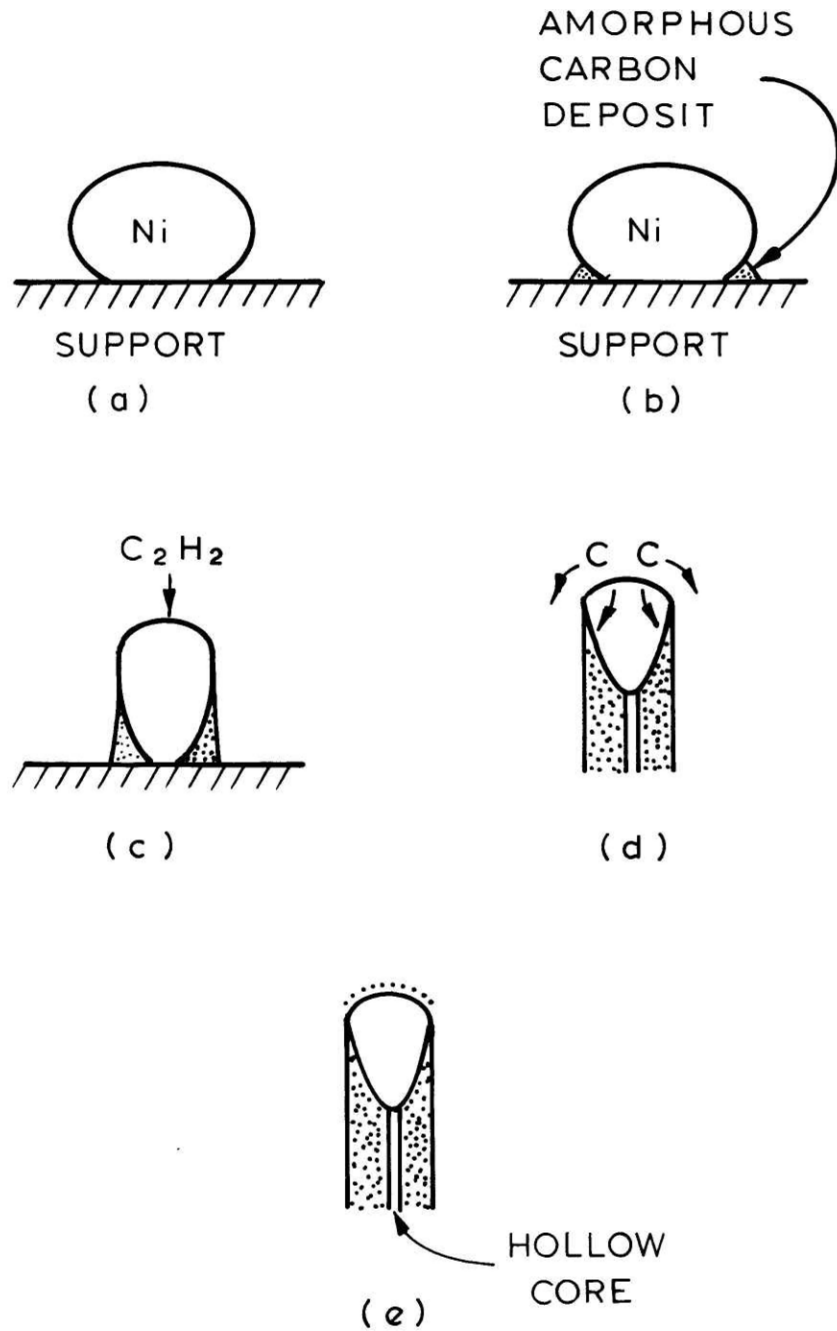 AMORPHOUS
CARBON
DEPOSIT
Ni
Ni
SUPPORT
SUPPORT
(a)
(b)
C₂H₂
C C
(c)
(d)
HOLLOW
CORE
(e)